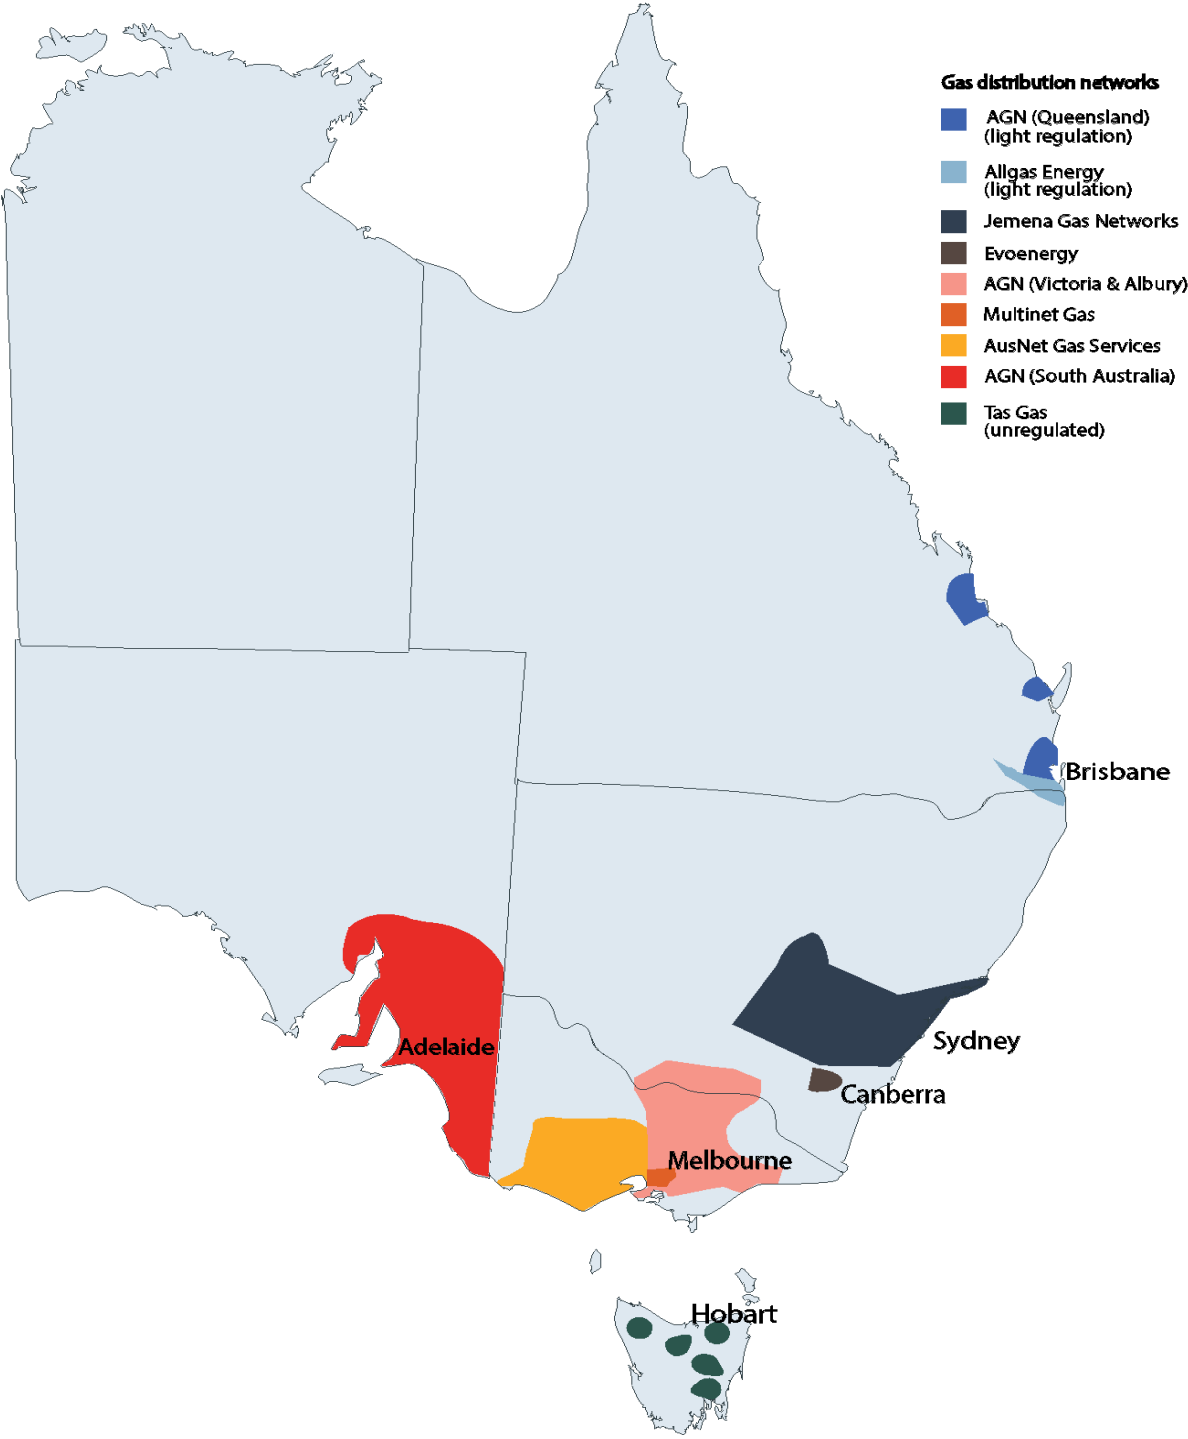 Gas distribution networks
AGN (Queensland)
(light regulation)
Allgas Energy
(light regulation)
Jemena Gas Networks
Evoenergy
AGN (Victoria & Albury)
Multinet Gas
AusNet Gas Services
AGN (South Australia)
Tas Gas
(unregulated)
Brisbane
Sydney
Adelaide
Canberra
Melbourne
Hobart